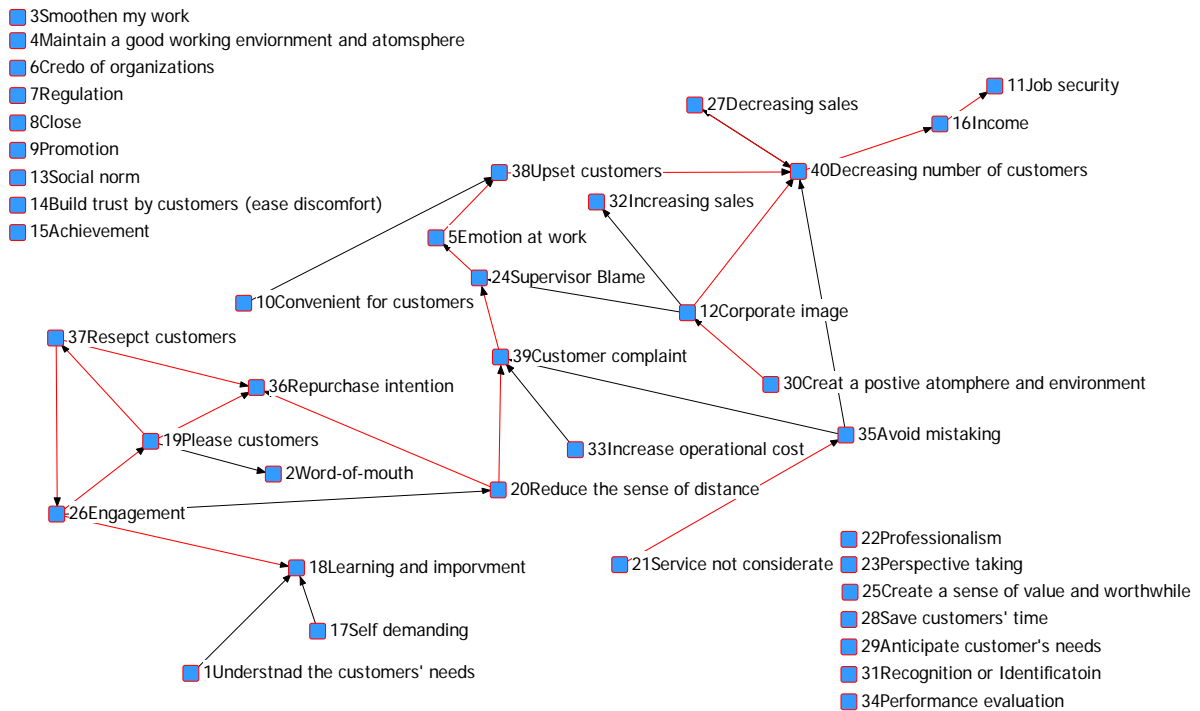 3Smoothen my work
4Maintain a good working enviornment and atomsphere
6Credo of organizations
7Regulation
8Close
9Promotion
13Social norm
14Build trust by customers (ease discomfort)
15Achievement
11Job security
27Decreasing sales
16Income
38Upset customers
40Decreasing number of customers
32Increasing sales
5Emotion at work
24Supervisor Blame
10Convenient for customers
12Corporate image
37Resepct customers
39Customer complaint
36Repurchase intention
30Creat a postive atomphere and environment
19Please customers
35Avoid mistaking
33Increase operational cost
2Word-of-mouth
20Reduce the sense of distance
26Engagement
18Learning and imporvment
21Service not considerate
17Self demanding
1Understnad the customers' needs
22Professionalism
23Perspective taking
25Create a sense of value and worthwhile
28Save customers' time
29Anticipate customer's needs
31Recognition or Identificatoin
34Performance evaluation